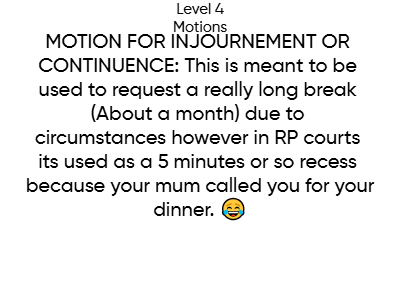 Level 4
Motions
MOTION FOR INJOURNEMENT OR
CONTINUENCE: This is meant to be
used to request a really long break
(About a month) due to
circumstances however in RP courts
its used as a 5 minutes or so recess
because your mum called you for your
dinner. 😂